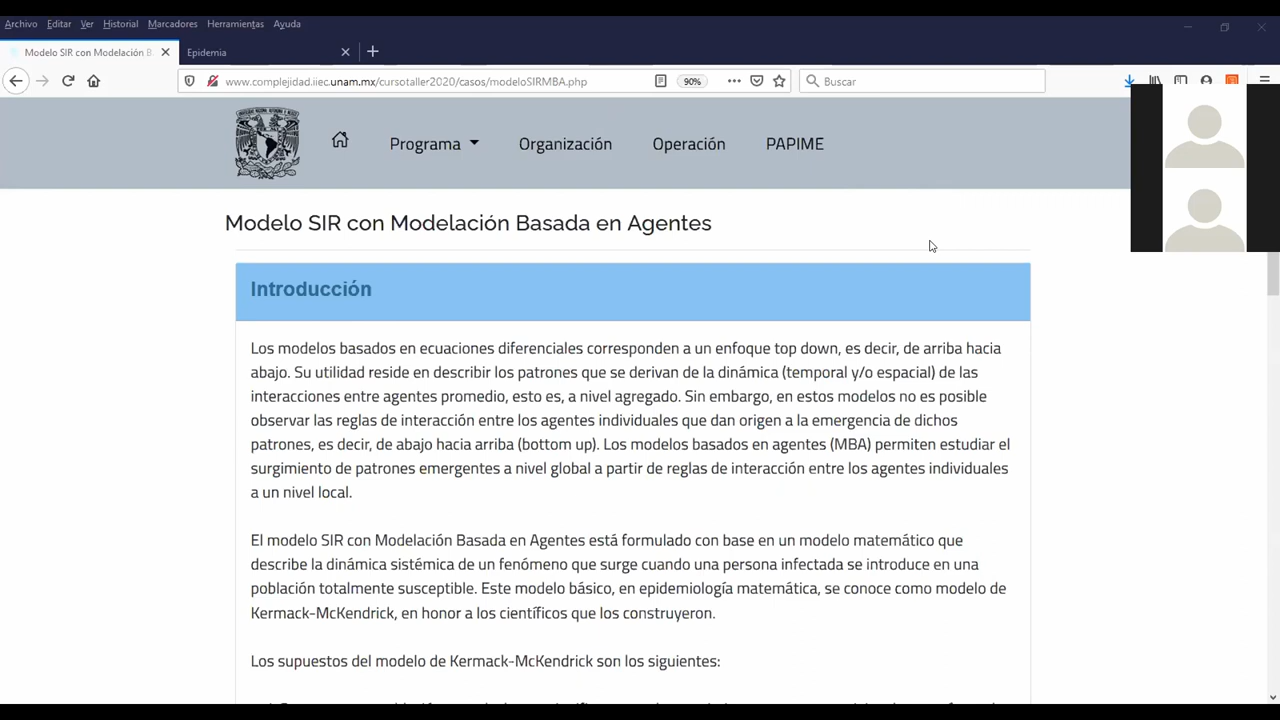 Archivo Editar Ver Historial Marcadores Herramientas Ayuda
Modelo SIR con Modelación B
Epidemia
www.complejidad.iiec.unam.mx/cursotaller2020/casos/modeloSIRMBA.php
90%
Buscar
Programa
Organización
Operación
PAPIME
Modelo SIR con Modelación Basada en Agentes
Introducción
Los modelos basados en ecuaciones diferenciales corresponden a un enfoque top down, es decir, de arriba hacia
abajo. Su utilidad reside en describir los patrones que se derivan de la dinámica (temporal y/o espacial) de las
interacciones entre agentes promedio, esto es, a nivel agregado. Sin embargo, en estos modelos no es posible
observar las reglas de interacción entre los agentes individuales que dan origen a la emergencia de dichos
patrones, es decir, de abajo hacia arriba (bottom up). Los modelos basados en agentes (MBA) permiten estudiar el
surgimiento de patrones emergentes a nivel global a partir de reglas de interacción entre los agentes individuales
a un nivel local.
El modelo SIR con Modelación Basada en Agentes está formulado con base en un modelo matemático que
describe la dinámica sistémica de un fenómeno que surge cuando una persona infectada se introduce en una
población totalmente susceptible. Este modelo básico, en epidemiología matemática, se conoce como modelo de
Kermack-McKendrick, en honor a los científicos que los construyeron.
Los supuestos del modelo de Kermack-McKendrick son los siguientes: